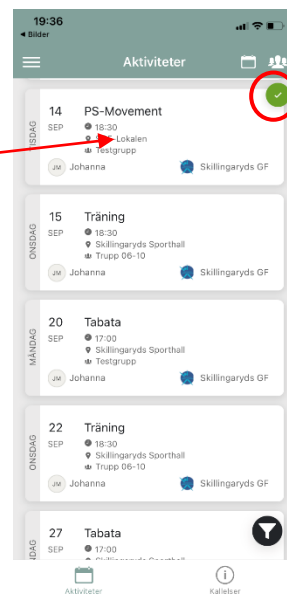 19:36
◄ Bilder
Aktiviteter
TISDAG
14 PS-Movement
SEP 18:30
Lokalen
Testgrupp
JM Johanna Skillingaryds GF
ONSDAG
15 Träning
SEP 18:30
Skillingaryds Sporthall
Trupp 06-10
JM Johanna Skillingaryds GF
MÅNDAG
20 Tabata
SEP 17:00
Skillingaryds Sporthall
Testgrupp
JM Johanna Skillingaryds GF
ONSDAG
22 Träning
SEP 18:30
Skillingaryds Sporthall
Trupp 06-10
JM Johanna Skillingaryds GF
27 Tabata
SEP 17:00
Aktiviteter Kallelser